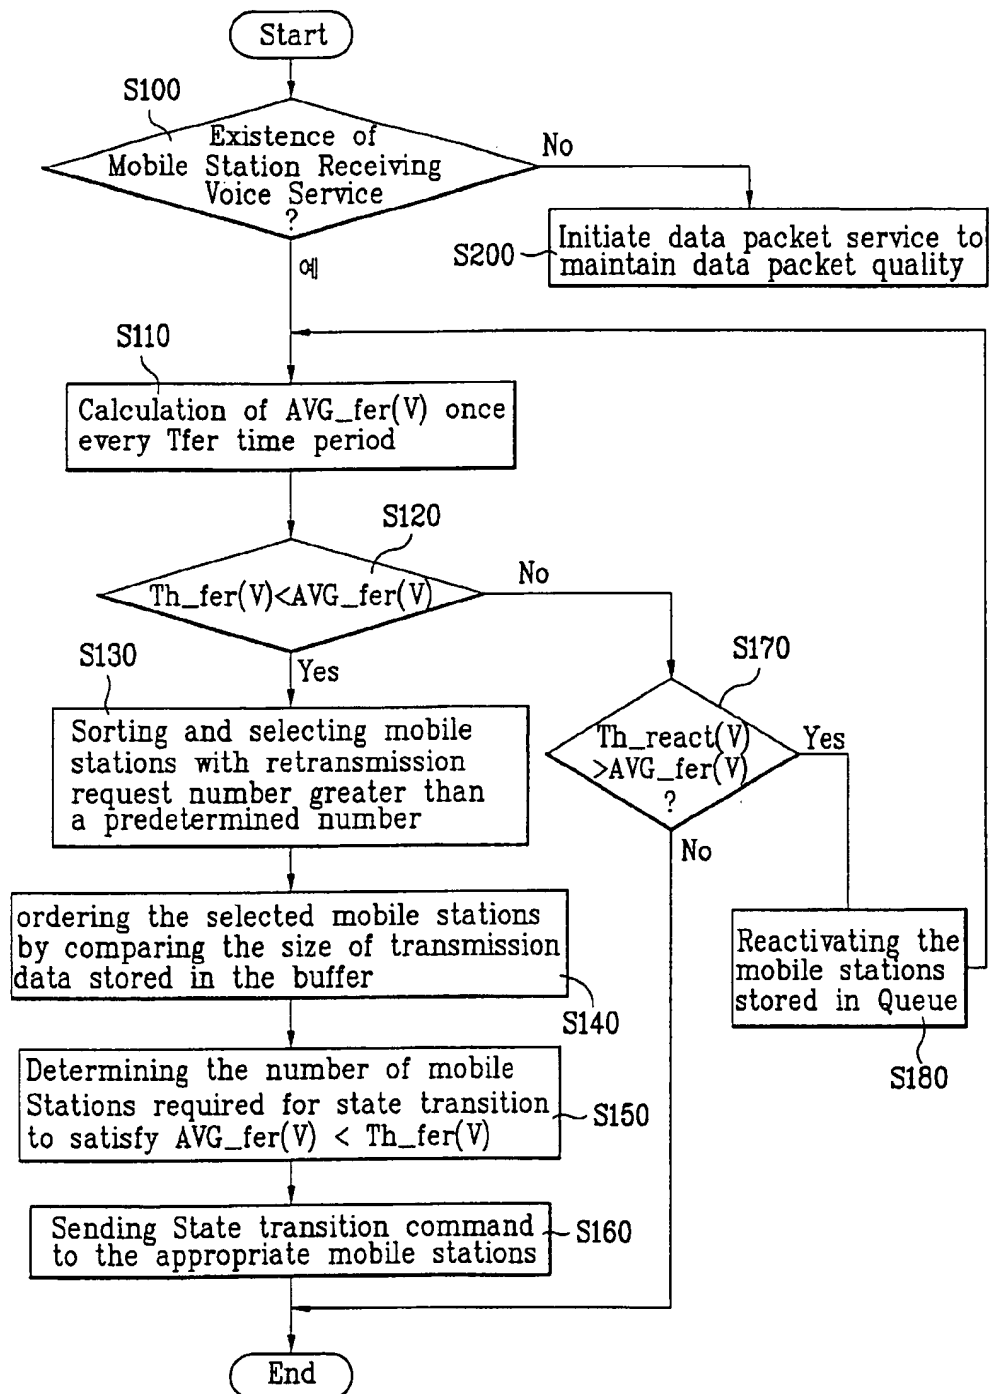 Start
S100
Existence of
Mobile Station Receiving
Voice Service
?
No
S200
Initiate data packet service to
maintain data packet quality
예
S110
Calculation of AVG_fer(V) once
every Tfer time period
S120
Th_fer(V)<AVG_fer(V)
No
Yes
S130
Sorting and selecting mobile
stations with retransmission
request number greater than
a predetermined number
S170
Th_react(V)
>AVG_fer(V)
?
Yes
No
ordering the selected mobile stations
by comparing the size of transmission
data stored in the buffer
S140
Reactivating the
mobile stations
stored in Queue
S180
Determining the number of mobile
Stations required for state transition
to satisfy AVG_fer(V) < Th_fer(V)
S150
Sending State transition command
to the appropriate mobile stations
S160
End